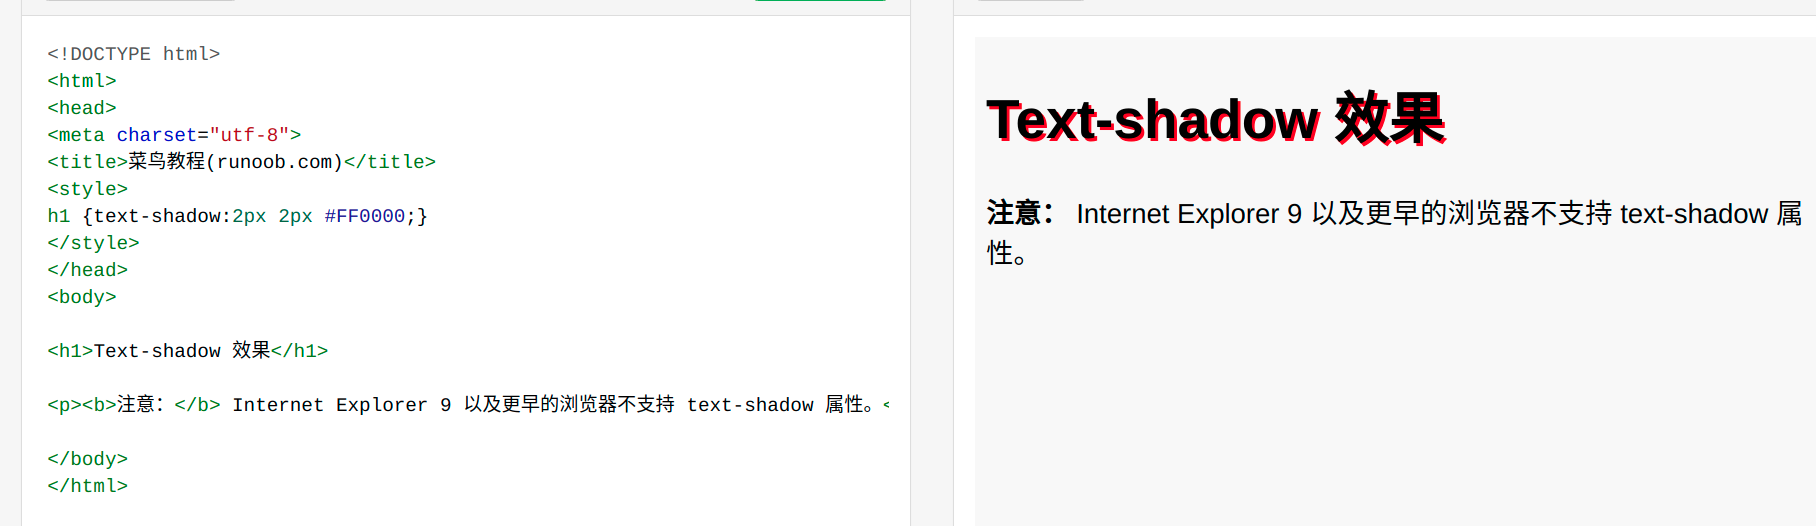 <!DOCTYPE html>
<html>
<head>
<meta charset="utf-8">
<title>菜鸟教程(runoob.com)</title>
<style>
h1 {text-shadow:2px 2px #FF0000;}
</style>
</head>
<body>
<h1>Text-shadow 效果</h1>
<p><b>注意：</b> Internet Explorer 9 以及更早的浏览器不支持 text-shadow 属性。<
</body>
</html>
Text-shadow 效果
注意： Internet Explorer 9 以及更早的浏览器不支持 text-shadow 属
性。